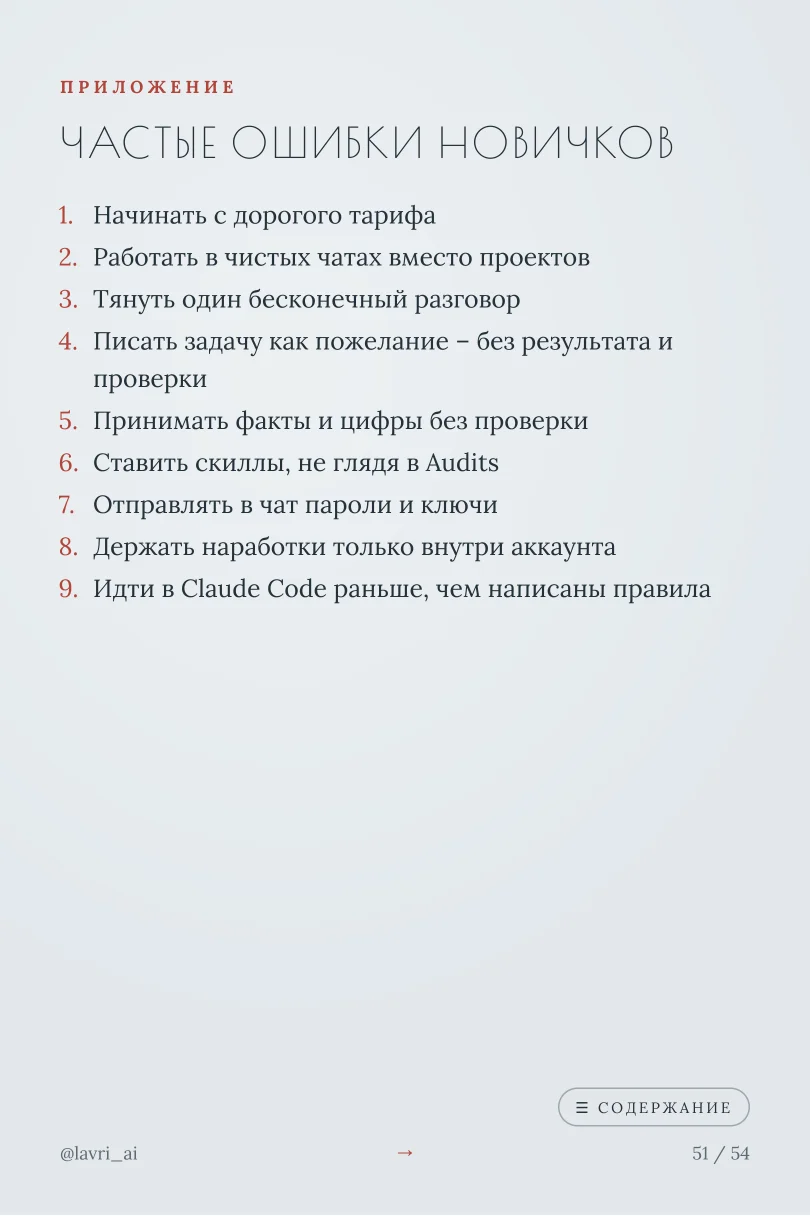 ПРИЛОЖЕНИЕ
ЧАСТЫЕ ОШИБКИ НОВИЧКОВ
1. Начинать с дорогого тарифа
2. Работать в чистых чатах вместо проектов
3. Тянуть один бесконечный разговор
4. Писать задачу как пожелание – без результата и
проверки
5. Принимать факты и цифры без проверки
6. Ставить скиллы, не глядя в Audits
7. Отправлять в чат пароли и ключи
8. Держать наработки только внутри аккаунта
9. Идти в Claude Code раньше, чем написаны правила
☰ СОДЕРЖАНИЕ
@lavri_ai → 51 / 54